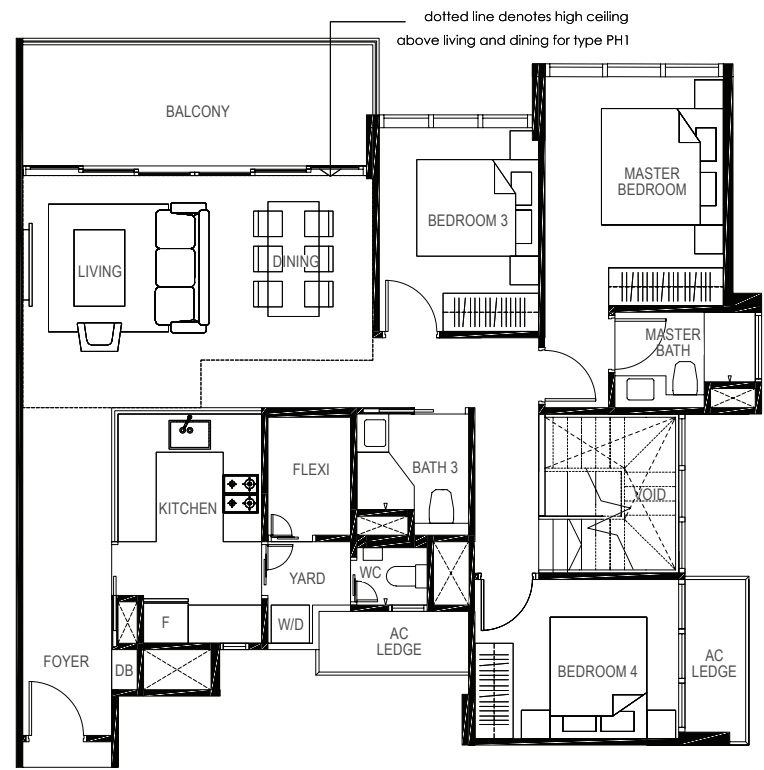 dotted line denotes high ceiling
above living and dining for type PH1
BALCONY
MASTER
BEDROOM
BEDROOM 3
LIVING
DINING
MASTER
BATH
FLEXI
BATH 3
KITCHEN
VOID
YARD
WC
F
W/D
AC
LEDGE
FOYER
DB
BEDROOM 4
AC
LEDGE